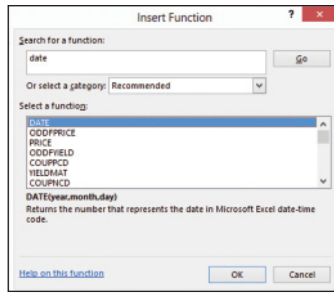 Insert Function
?
×
Search for a function:
date
Go
Or select a category: Recommended
Select a function:
DATE
ODDFPRICE
PRICE
ODDFYIELD
COUPPCD
YIELDMAT
COUPNCD
DATE(year,month,day)
Returns the number that represents the date in Microsoft Excel date-time
code.
Help on this function
OK
Cancel